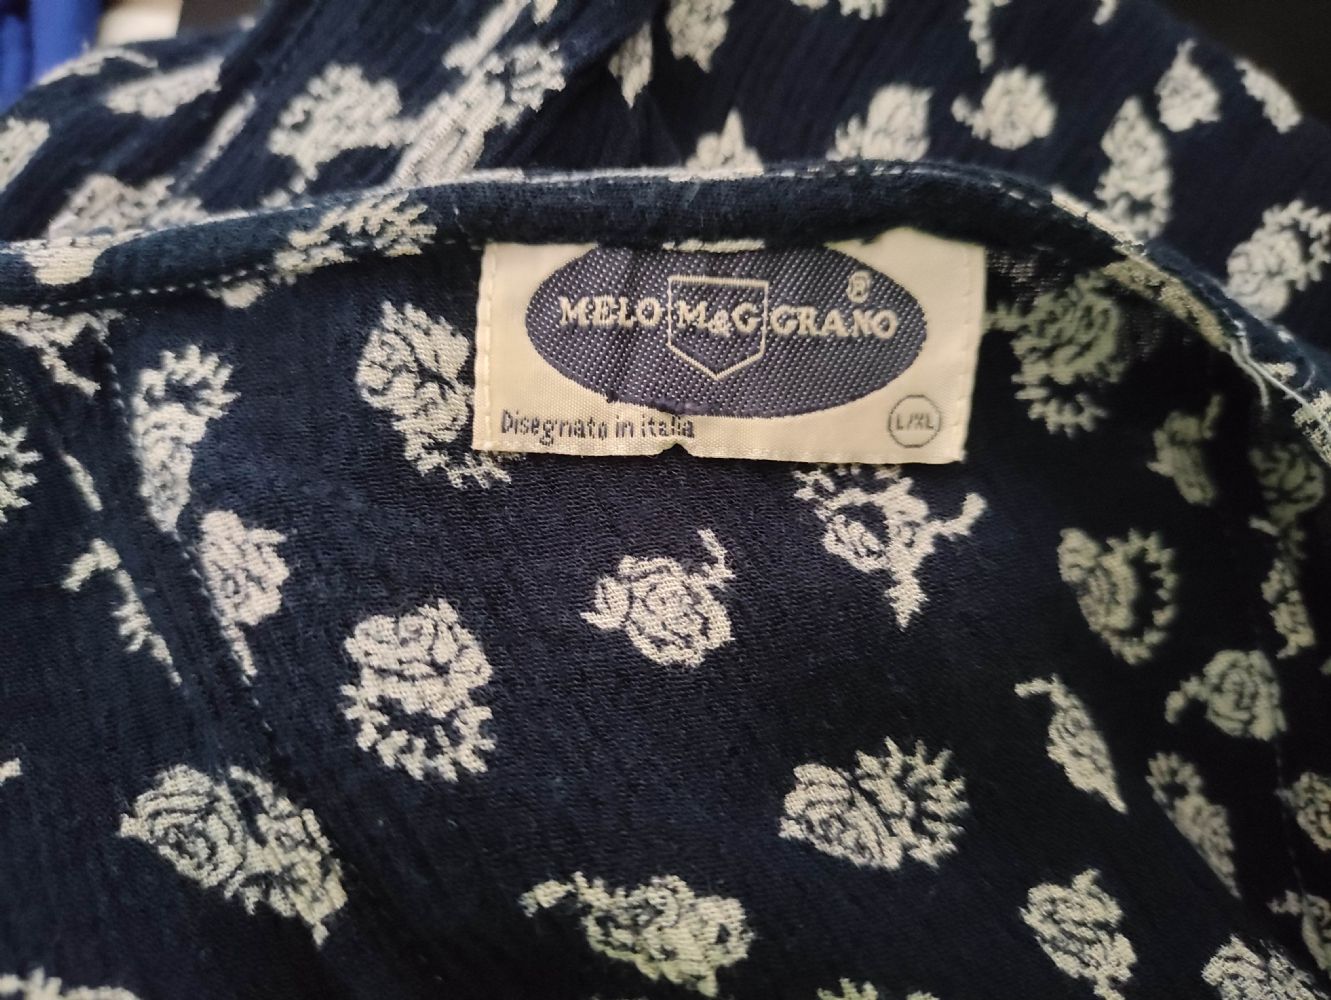 MELO M&G GRANO ®
Disegnato in italia
L/XL